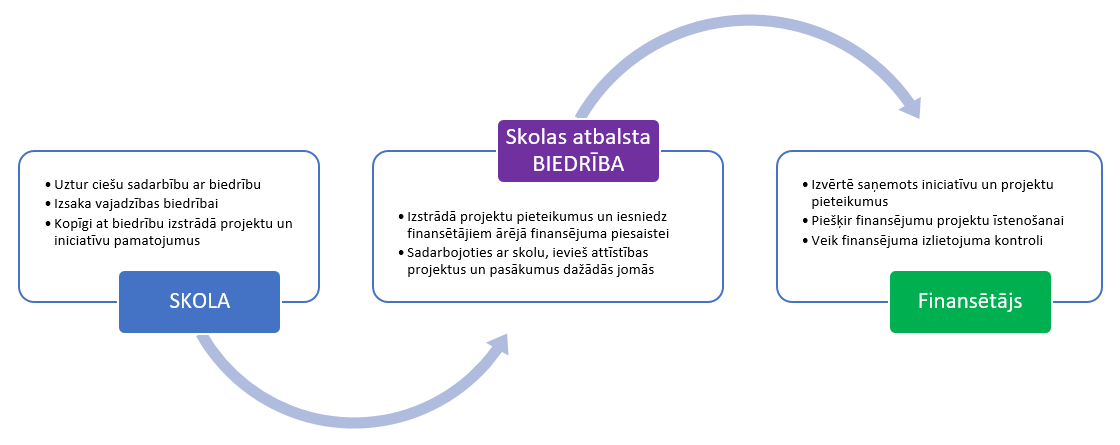 • Uztur ciešu sadarbību ar biedrību
• Izsaka vajadzības biedrībai
• Kopīgi at biedrību izstrādā projektu un
iniciatīvu pamatojumus
SKOLA
Skolas atbalsta
BIEDRĪBA
• Izstrādā projektu pieteikumus un iesniedz
finansētājiem ārējā finansējuma piesaistei
• Sadarbojoties ar skolu, ievieš attīstības
projektus un pasākumus dažādās jomās
• Izvērtē saņemots iniciatīvu un projektu
pieteikumus
• Piešķir finansējumu projektu īstenošanai
• Veik finansējuma izlietojuma kontroli
Finansētājs